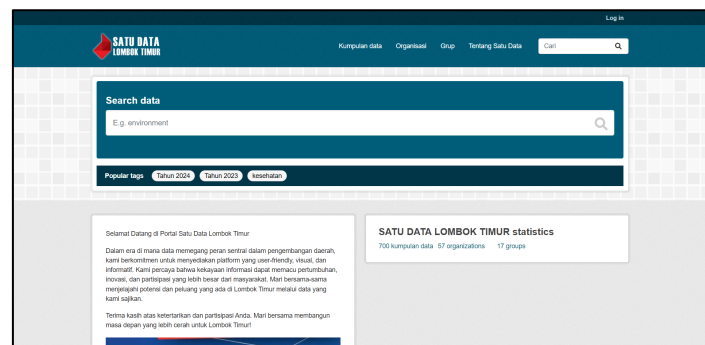 Log in
SATU DATA
LOMBOK TIMUR
Kumpulan data Organisasi Grup Tentang Satu Data Cari
Search data
E.g. environment
Popular tags Tahun 2024 Tahun 2023 kesehatan
Selamat Datang di Portal Satu Data Lombok Timur
Dalam era di mana data memegang peran sentral dalam pengembangan daerah,
kami berkomitmen untuk menyediakan platform yang user-friendly, visual, dan
informatif. Kami percaya bahwa kekayaan informasi dapat memacu pertumbuhan,
inovasi, dan partisipasi yang lebih besar dari masyarakat. Mari bersama-sama
menjelajahi potensi dan peluang yang ada di Lombok Timur melalui data yang
kami sajikan.
Terima kasih atas ketertarikan dan partisipasi Anda. Mari bersama membangun
masa depan yang lebih cerah untuk Lombok Timur!
SATU DATA LOMBOK TIMUR statistics
700 kumpulan data 57 organizations 17 groups